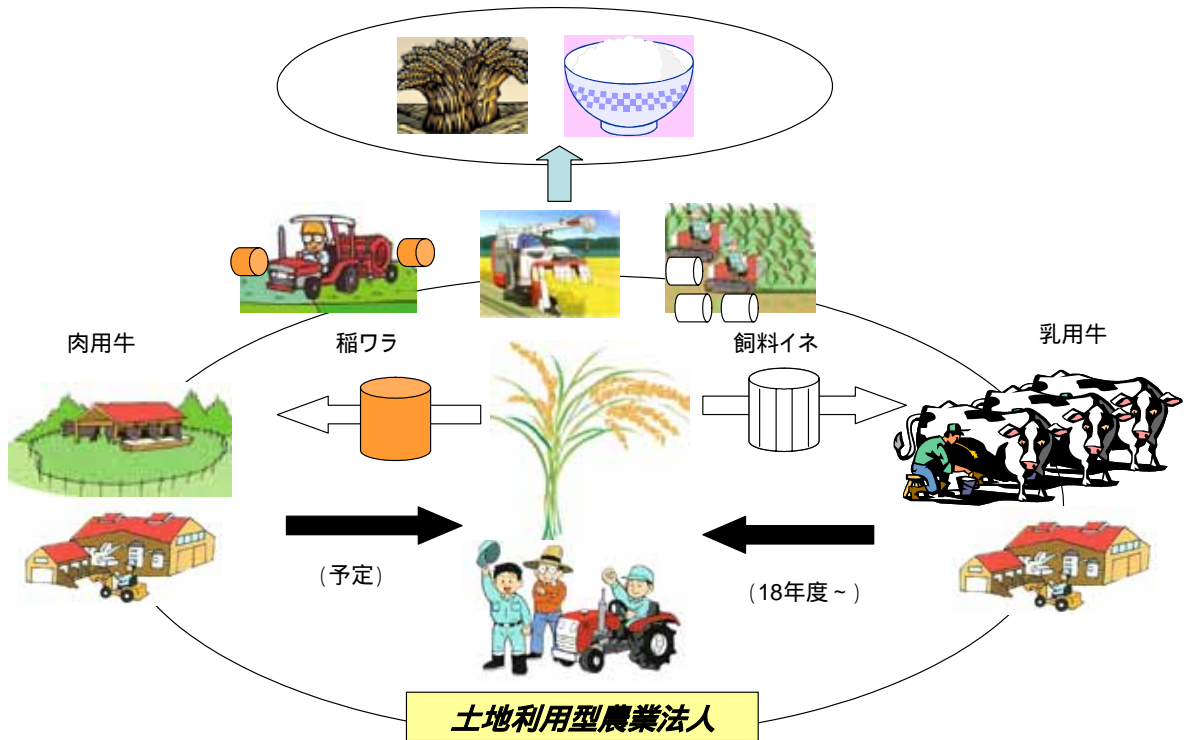 肉用牛
稲ワラ
飼料イネ
乳用牛
(予定)
(18年度~)
土地利用型農業法人